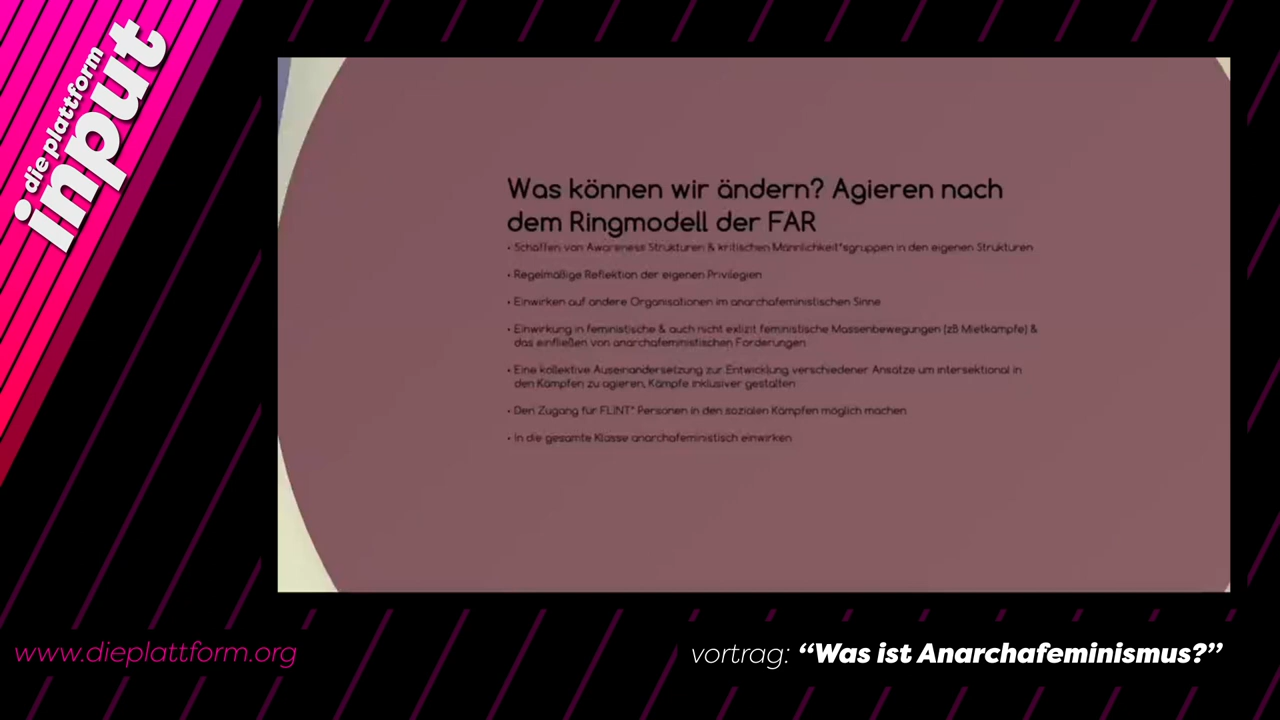 die plattform
input
Was können wir ändern? Agieren nach
dem Ringmodell der FAR
• Schaffen von Awareness Strukturen & kritischen Männlichkeit*sgruppen in den eigenen Strukturen
• Regelmäßige Reflektion der eigenen Privilegien
• Einwirken auf andere Organisationen im anarchafeministischen Sinne
• Einwirkung in feministische & auch nicht exlizit feministische Massenbewegungen (zB Mietkämpfe) &
das einfließen von anarchafeministischen Forderungen
• Eine kollektive Auseinandersetzung zur Entwicklung verschiedener Ansätze um intersektional in
den Kämpfen zu agieren, Kämpfe inklusiver gestalten
• Den Zugang für FLINT* Personen in den sozialen Kämpfen möglich machen
• In die gesamte Klasse anarchafeministisch einwirken
www.dieplattform.org
vortrag: “Was ist Anarchafeminismus?”